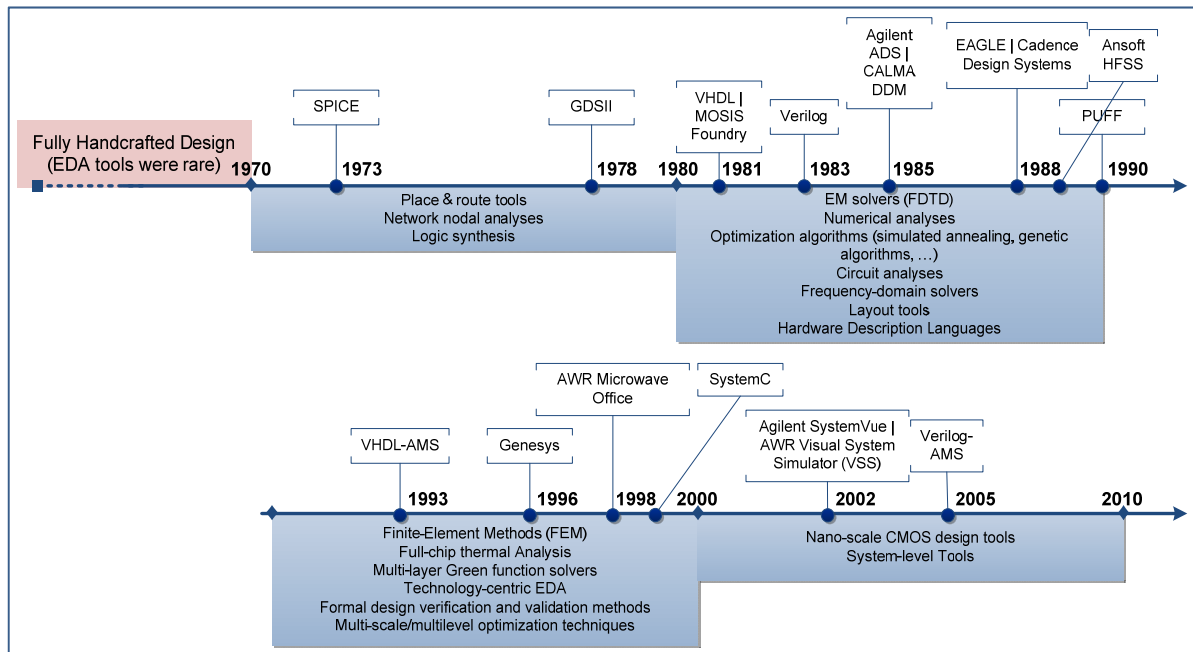 Fully Handcrafted Design
(EDA tools were rare)
SPICE
GDSII
VHDL |
MOSIS
Foundry
Verilog
Agilent
ADS |
CALMA
DDM
EAGLE | Cadence
Design Systems
Ansoft
HFSS
PUFF
1970
1973
1978
1980
1981
1983
1985
1988
1990
Place & route tools
Network nodal analyses
Logic synthesis
EM solvers (FDTD)
Numerical analyses
Optimization algorithms (simulated annealing, genetic
algorithms, …)
Circuit analyses
Frequency-domain solvers
Layout tools
Hardware Description Languages
VHDL-AMS
Genesys
AWR Microwave
Office
SystemC
Agilent SystemVue |
AWR Visual System
Simulator (VSS)
Verilog-
AMS
1993
1996
1998
2000
2002
2005
2010
Finite-Element Methods (FEM)
Full-chip thermal Analysis
Multi-layer Green function solvers
Technology-centric EDA
Formal design verification and validation methods
Multi-scale/multilevel optimization techniques
Nano-scale CMOS design tools
System-level Tools